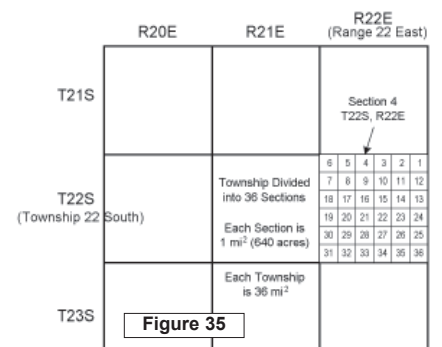 R20E R21E R22E
(Range 22 East)
T21S
Section 4
T22S, R22E
6 5 4 3 2 1
7 8 9 10 11 12
18 17 16 15 14 13
19 20 21 22 23 24
30 29 28 27 26 25
31 32 33 34 35 36
T22S
(Township 22 South)
Township Divided
into 36 Sections
Each Section is
1 mi² (640 acres)
Each Township
is 36 mi²
T23S
Figure 35